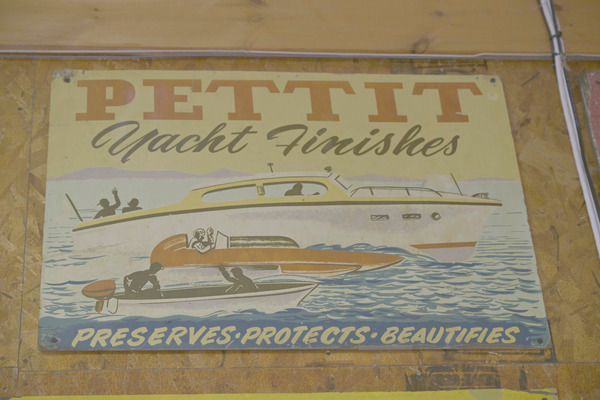 PETTIT
Yacht Finishes
PRESERVES·PROTECTS·BEAUTIFIES